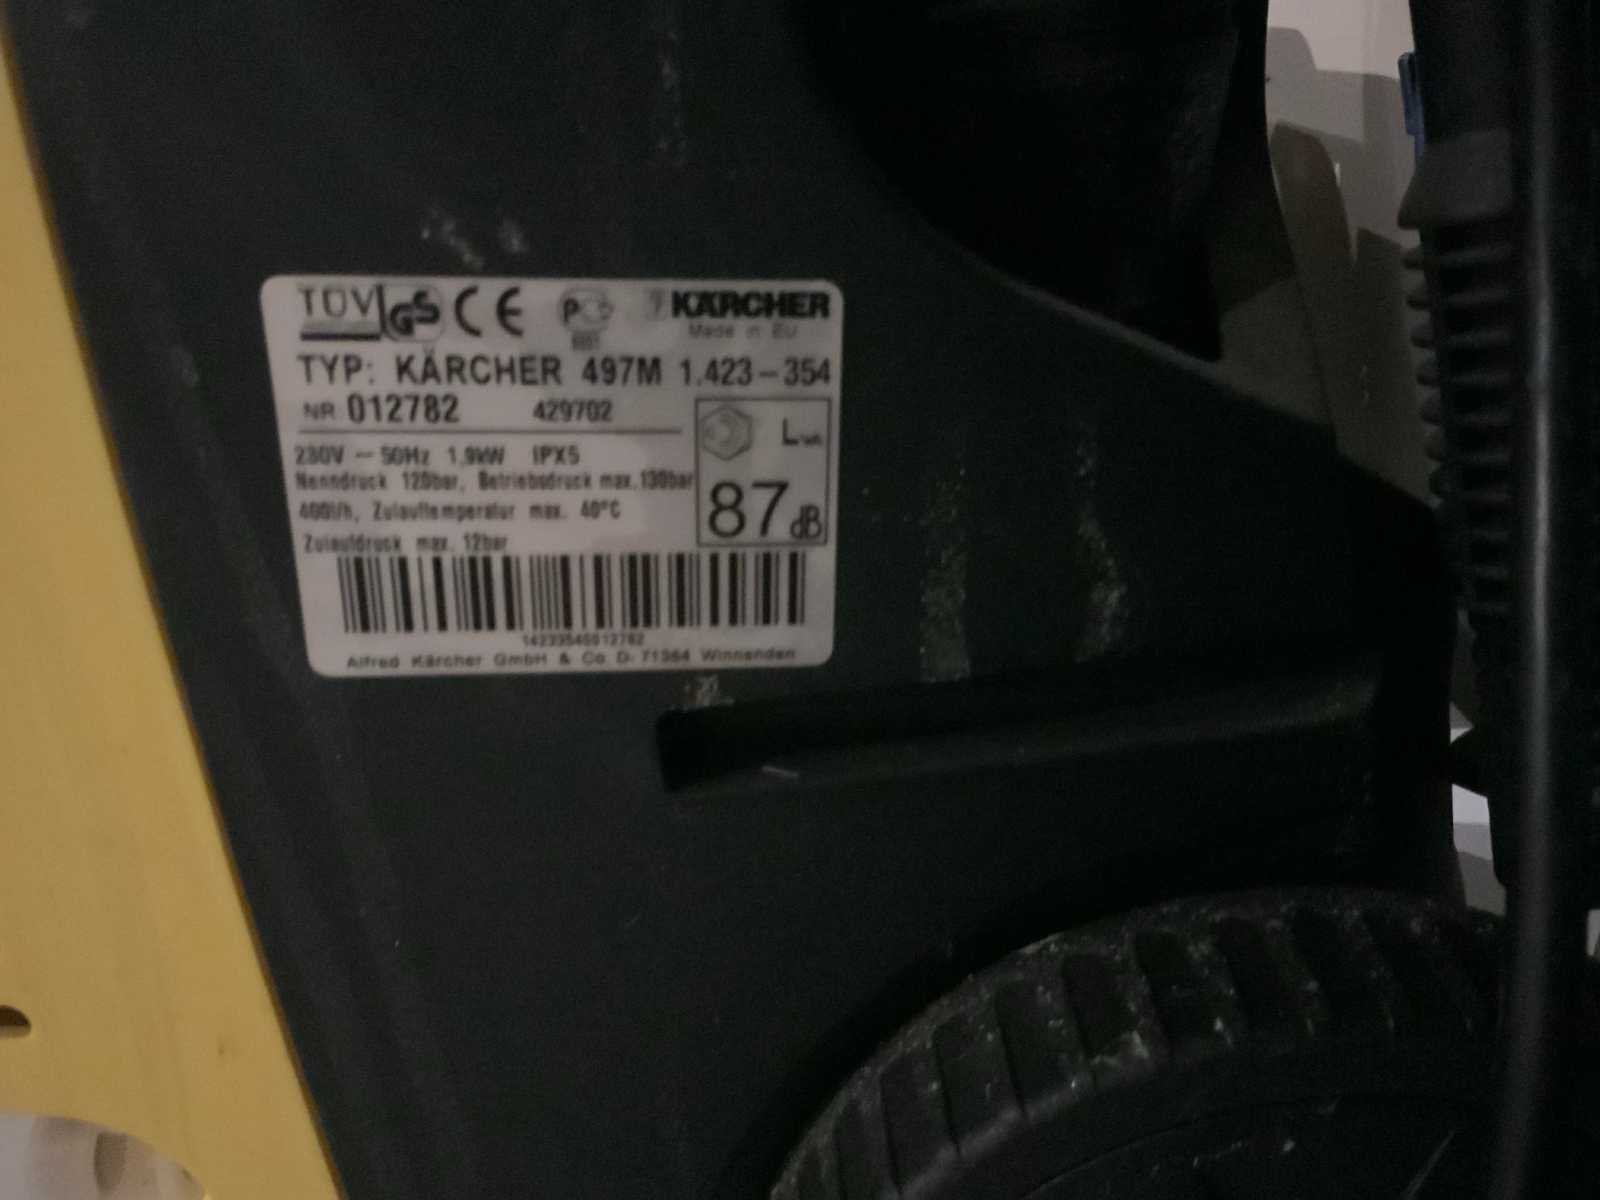 TÜV GS CE KÄRCHER
Made in EU
TYP: KÄRCHER 497M 1.423-354
NR 012782 429702
230V ~ 50Hz 1,9kW IPX5
Nenndruck 120bar, Betriebsdruck max.130bar
400l/h, Zulauftemperatur max. 40°C
Zulaufdruck max. 12bar
LWA
87 dB
14233540012782
Alfred Kärcher GmbH & Co D-71364 Winnenden